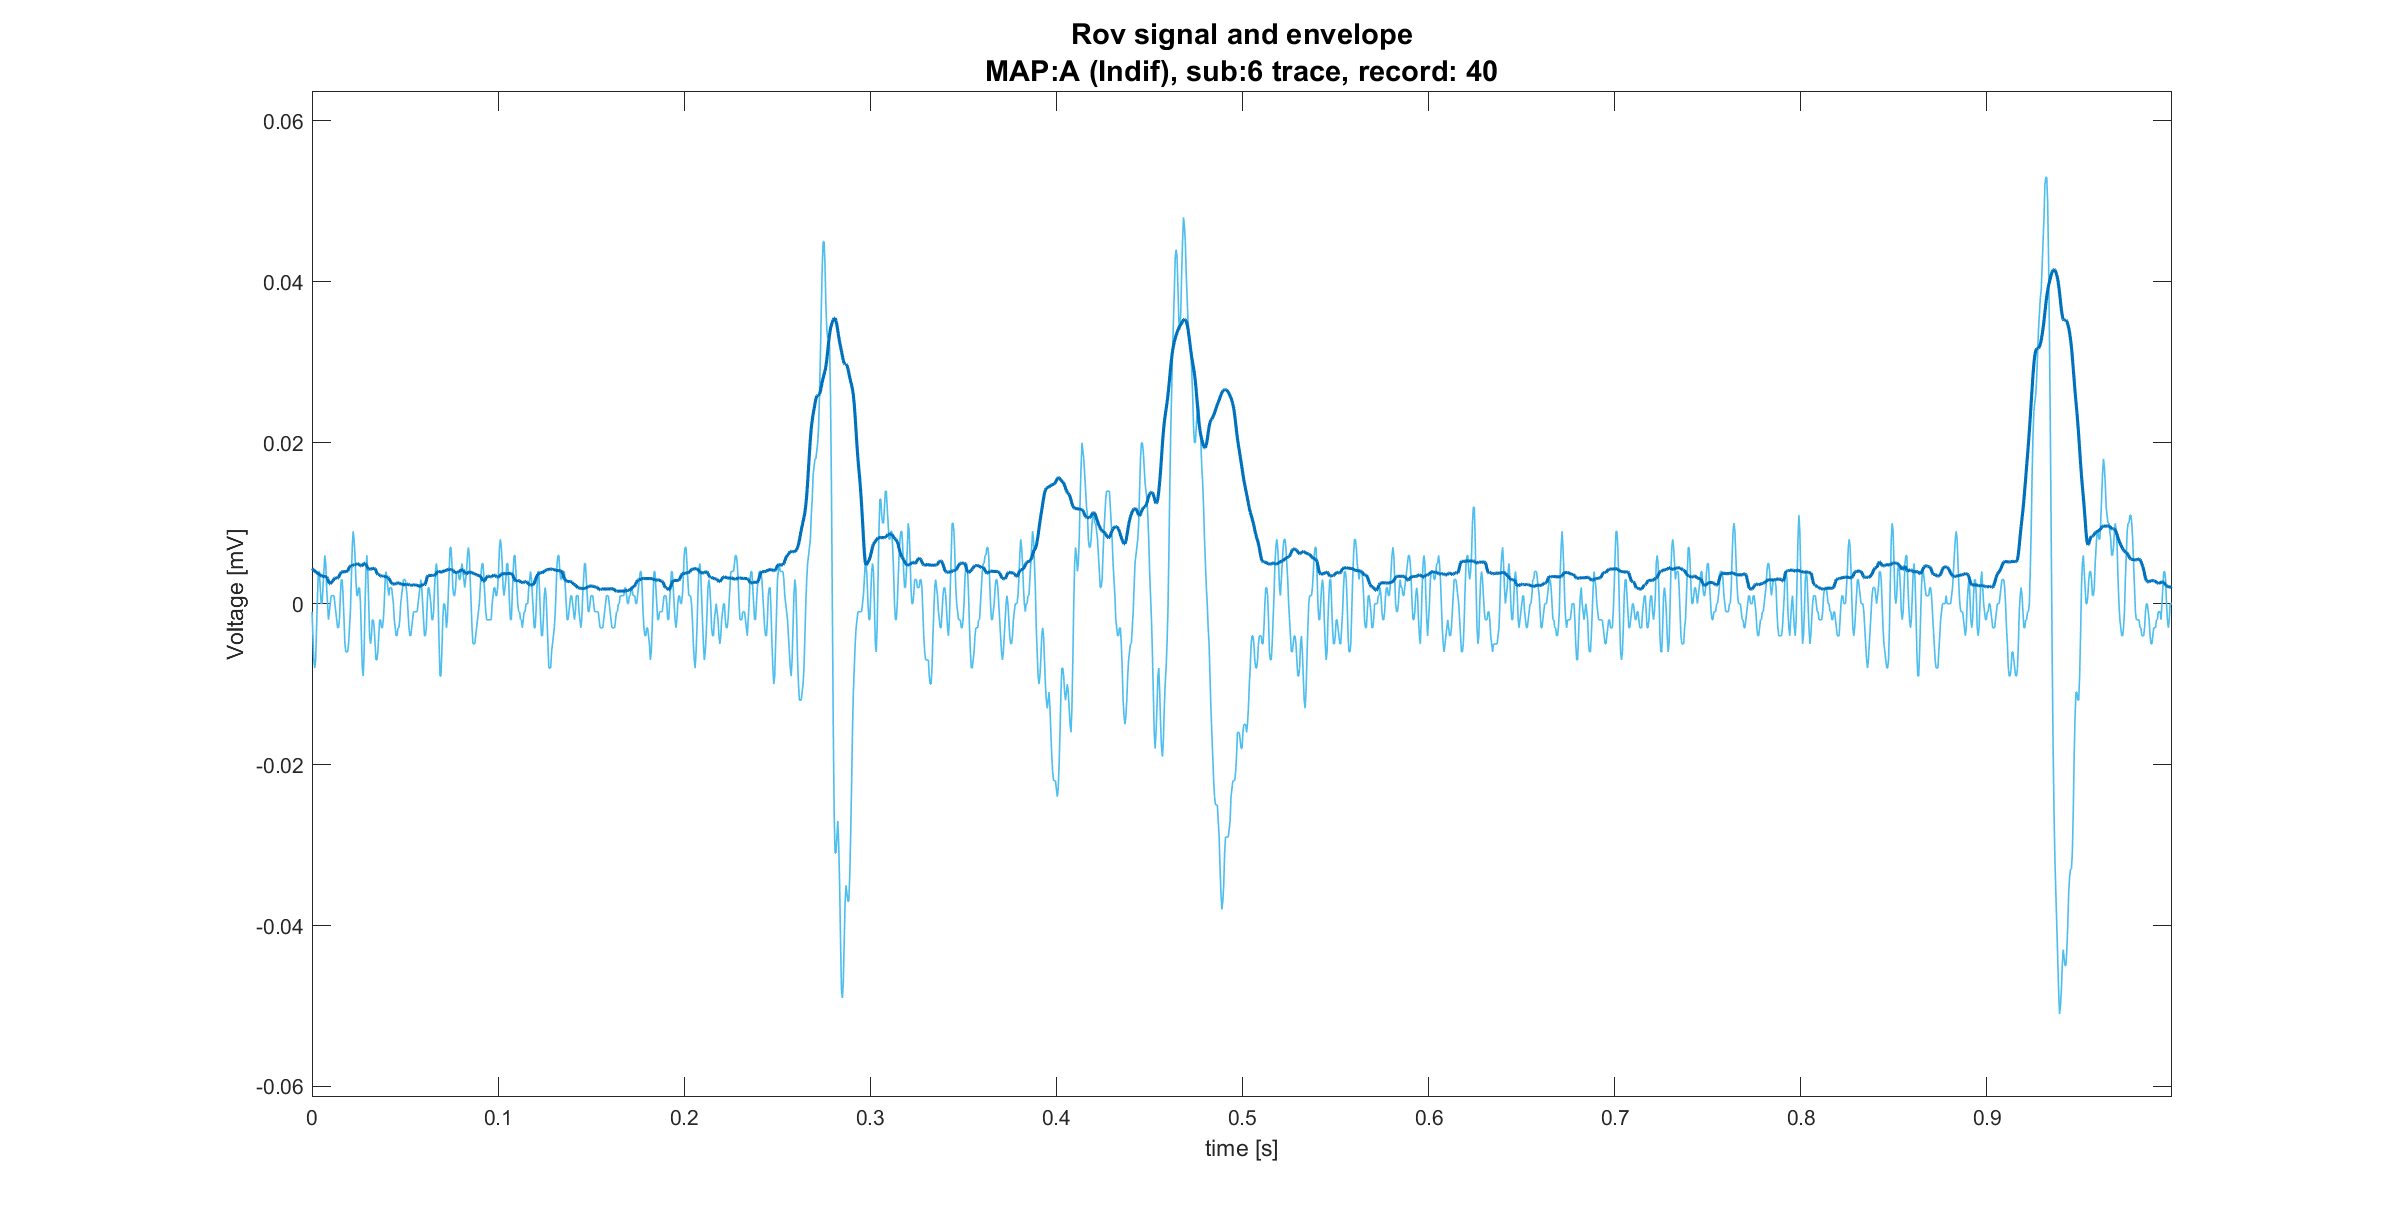 Rov signal and envelope
MAP:A (Indif), sub:6 trace, record: 40
0.06
0.04
0.02
0
-0.02
-0.04
-0.06
Voltage [mV]
0 0.1 0.2 0.3 0.4 0.5 0.6 0.7 0.8 0.9
time [s]